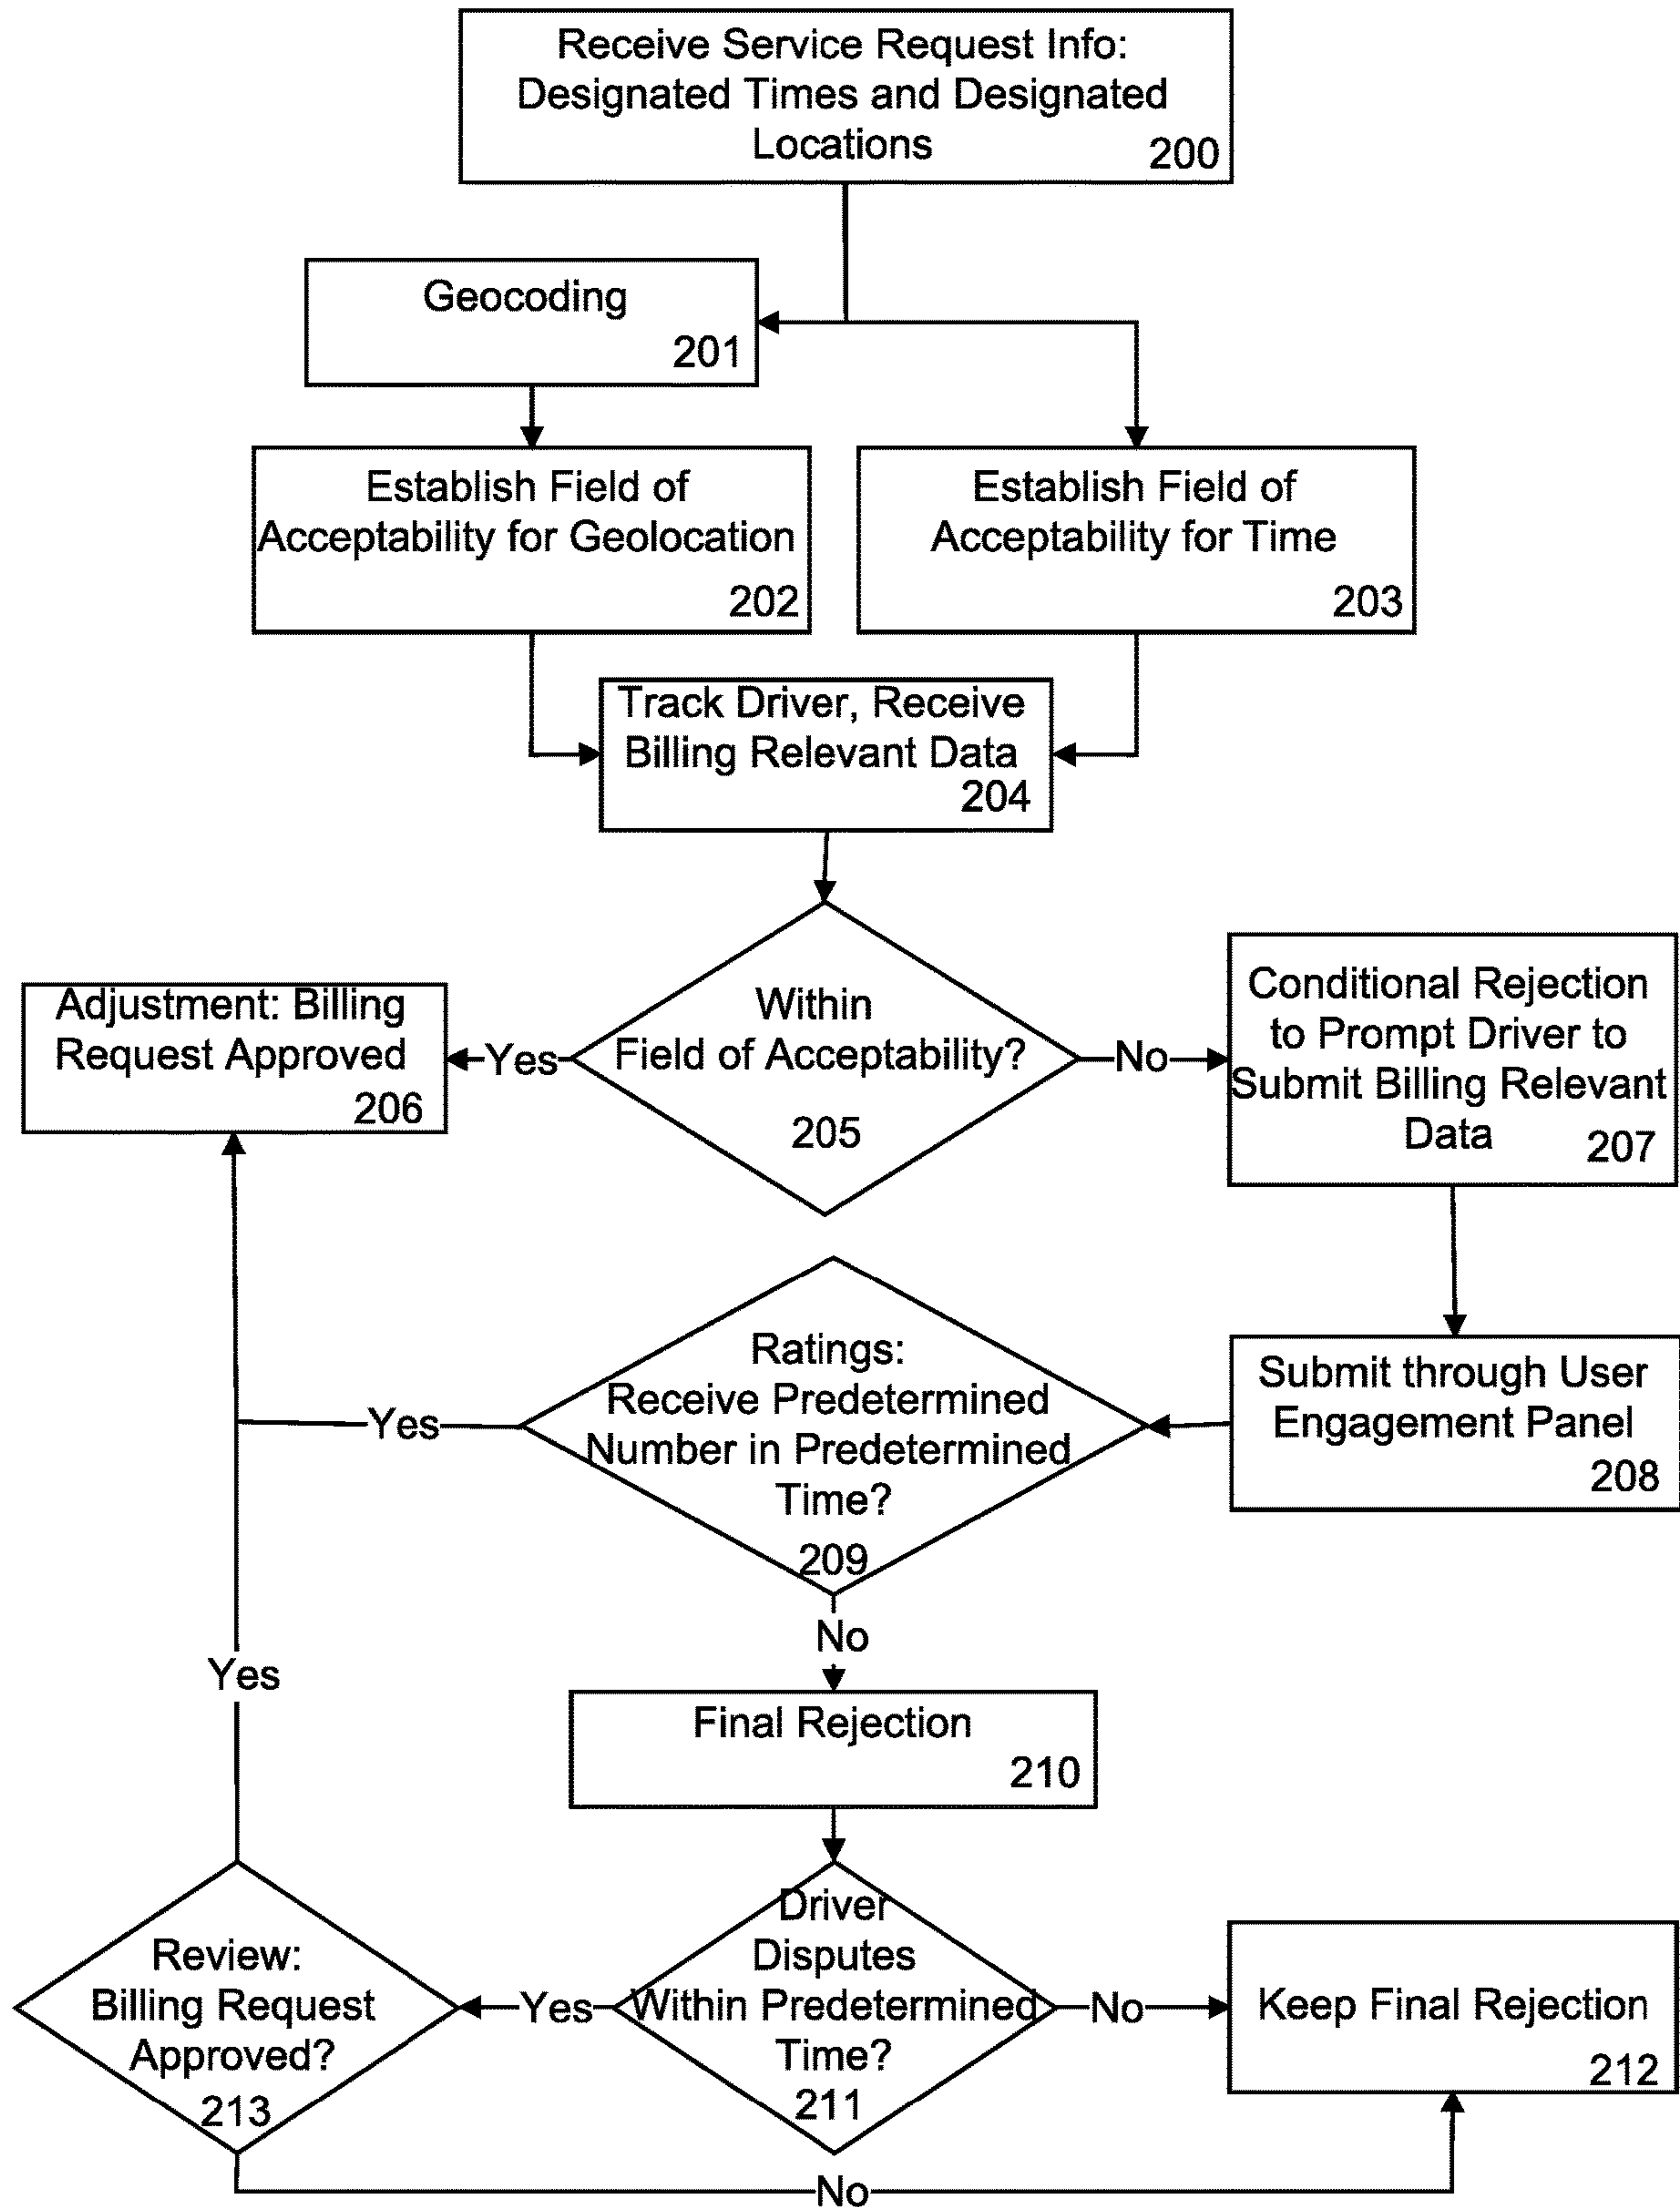 Receive Service Request Info:
Designated Times and Designated
Locations
200
Geocoding
201
Establish Field of
Acceptability for Geolocation
202
Establish Field of
Acceptability for Time
203
Track Driver, Receive
Billing Relevant Data
204
Within
Field of Acceptability?
205
Yes
No
Adjustment: Billing
Request Approved
206
Conditional Rejection
to Prompt Driver to
Submit Billing Relevant
Data
207
Submit through User
Engagement Panel
208
Ratings:
Receive Predetermined
Number in Predetermined
Time?
209
Yes
No
Final Rejection
210
Driver
Disputes
Within Predetermined
Time?
211
Yes
No
Keep Final Rejection
212
Review:
Billing Request
Approved?
213
Yes
No